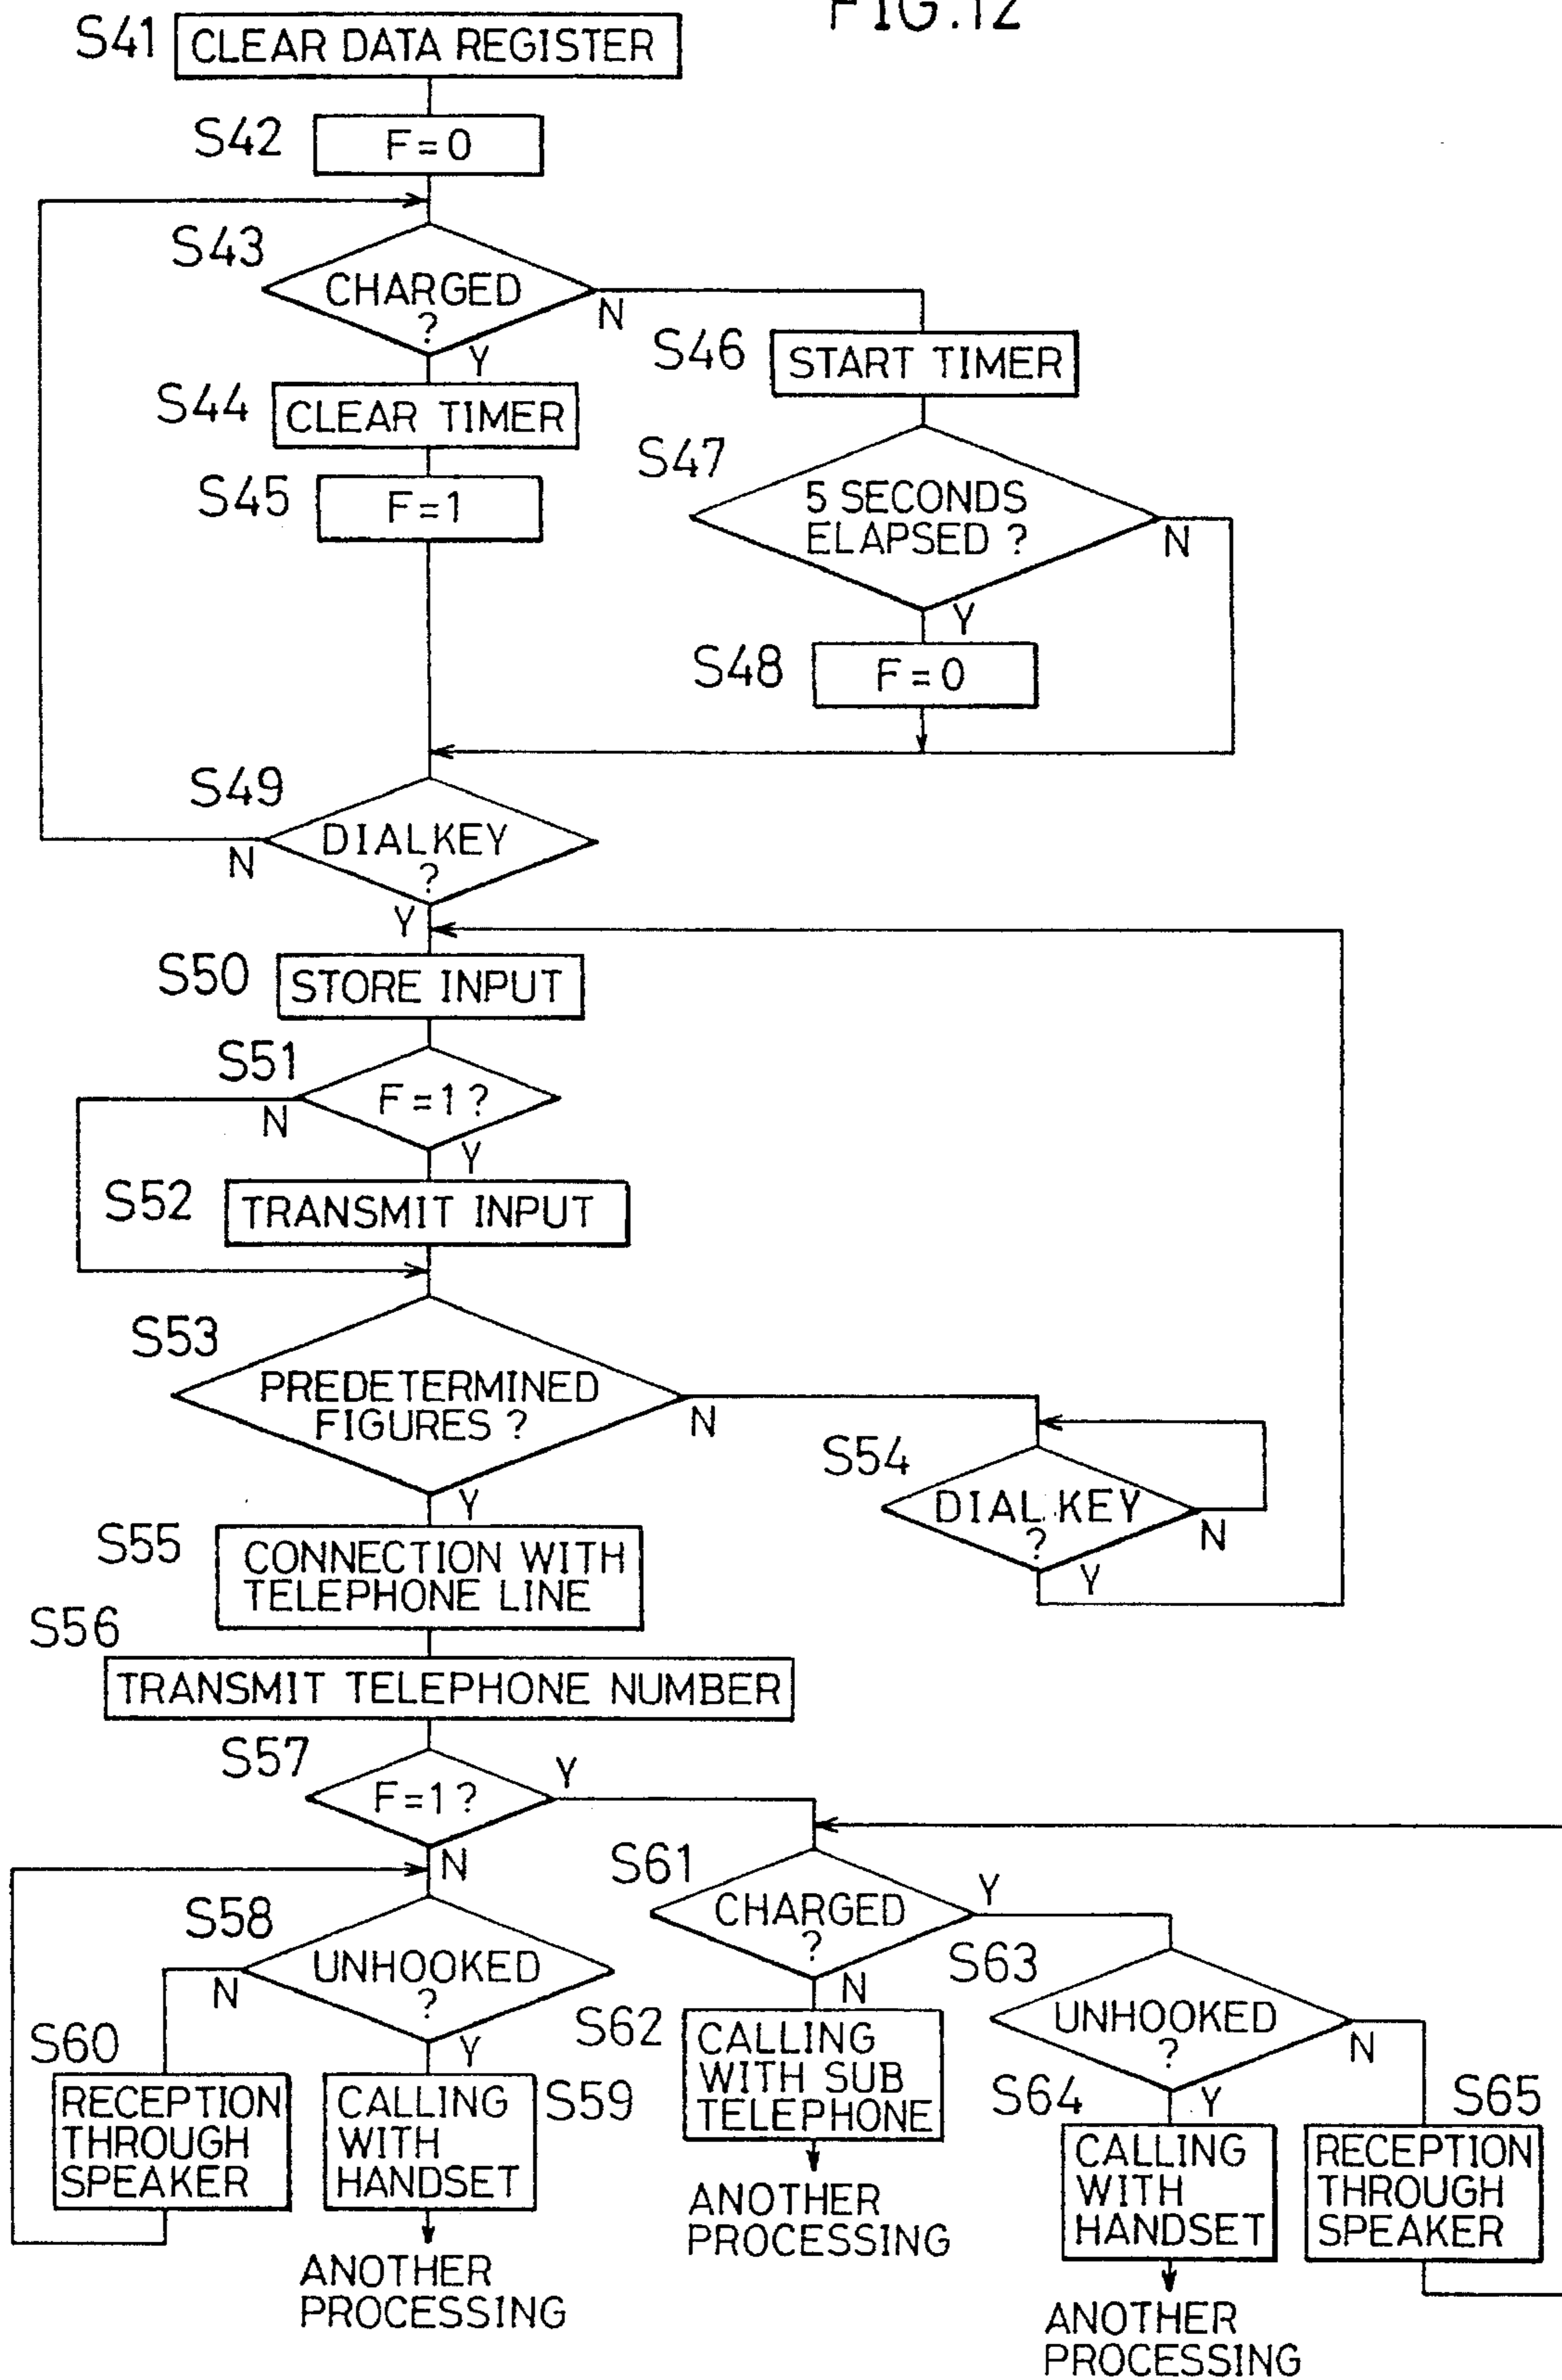 FIG.12
S41 CLEAR DATA REGISTER
S42 F=0
S43 CHARGED
?
N
Y
S44 CLEAR TIMER
S45 F=1
S46 START TIMER
S47 5 SECONDS
ELAPSED ?
N
Y
S48 F=0
S49 DIALKEY
?
N
Y
S50 STORE INPUT
S51 F=1?
N
Y
S52 TRANSMIT INPUT
S53 PREDETERMINED
FIGURES ?
N
Y
S54 DIAL KEY
?
N
Y
S55 CONNECTION WITH
TELEPHONE LINE
S56
TRANSMIT TELEPHONE NUMBER
S57 F=1?
Y
N
S58 UNHOOKED
?
N
Y
S60 RECEPTION
THROUGH
SPEAKER
S59 CALLING
WITH
HANDSET
ANOTHER
PROCESSING
S61 CHARGED
?
Y
N
S62 CALLING
WITH SUB
TELEPHONE
ANOTHER
PROCESSING
S63 UNHOOKED
?
N
Y
S64 CALLING
WITH
HANDSET
ANOTHER
PROCESSING
S65 RECEPTION
THROUGH
SPEAKER